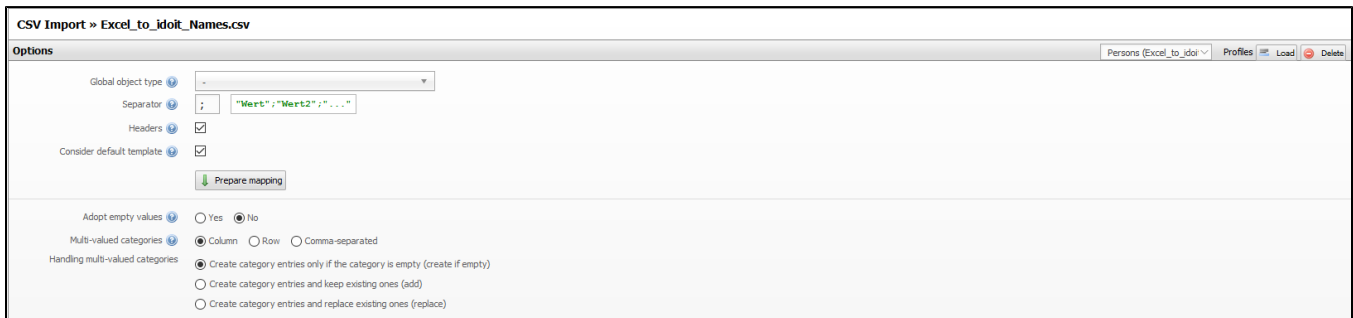 CSV Import » Excel_to_idoit_Names.csv
Options Persons (Excel_to_idoi Profiles Load Delete
Global object type -
Separator ; "Wert";"Wert2";"..."
Headers
Consider default template
Prepare mapping
Adopt empty values Yes No
Multi-valued categories Column Row Comma-separated
Handling multi-valued categories Create category entries only if the category is empty (create if empty)
Create category entries and keep existing ones (add)
Create category entries and replace existing ones (replace)